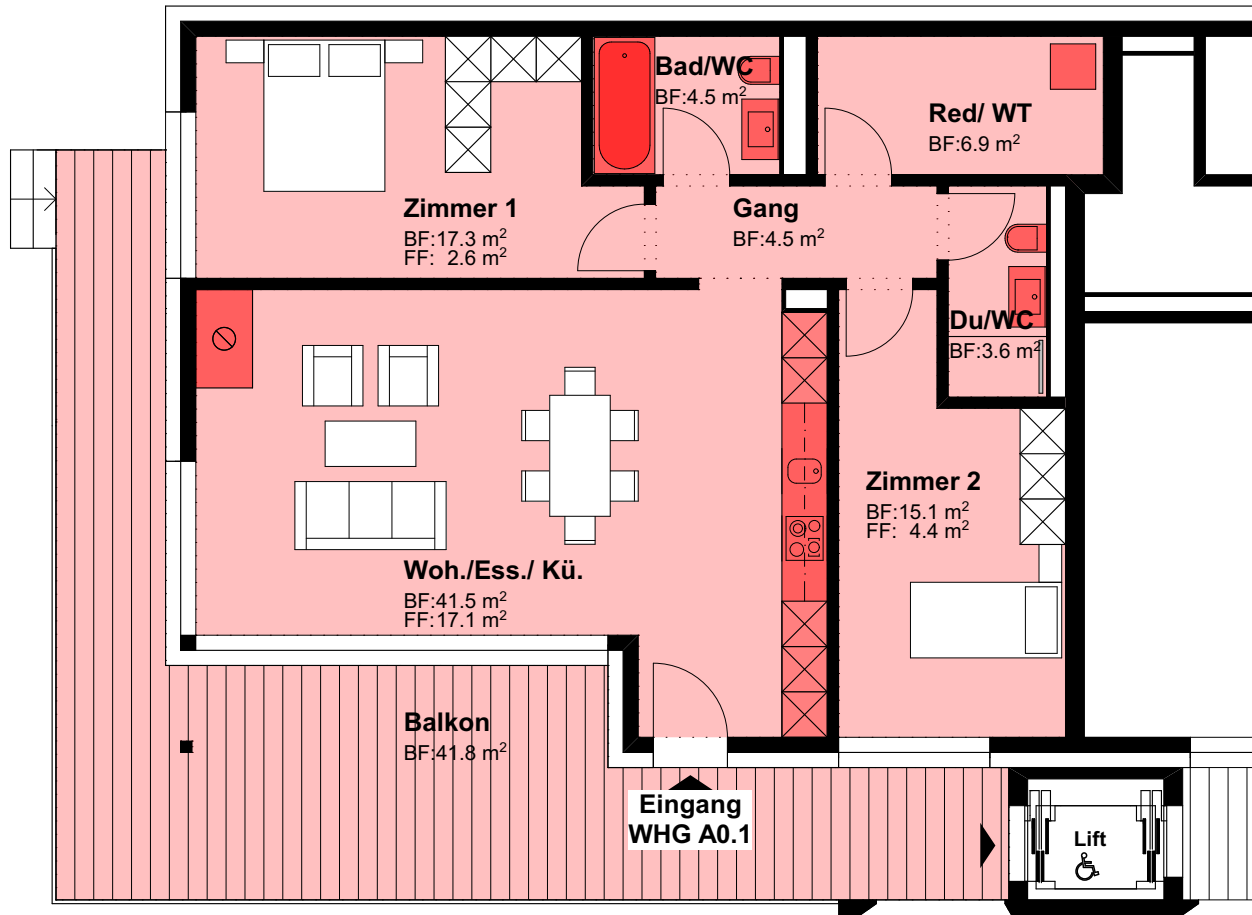 Bad/WC
BF:4.5 m²
Red/ WT
BF:6.9 m²
Zimmer 1
BF:17.3 m²
FF: 2.6 m²
Gang
BF:4.5 m²
Du/WC
BF:3.6 m²
Zimmer 2
BF:15.1 m²
FF: 4.4 m²
Woh./Ess./ Kü.
BF:41.5 m²
FF:17.1 m²
Balkon
BF:41.8 m²
Eingang
WHG A0.1
Lift